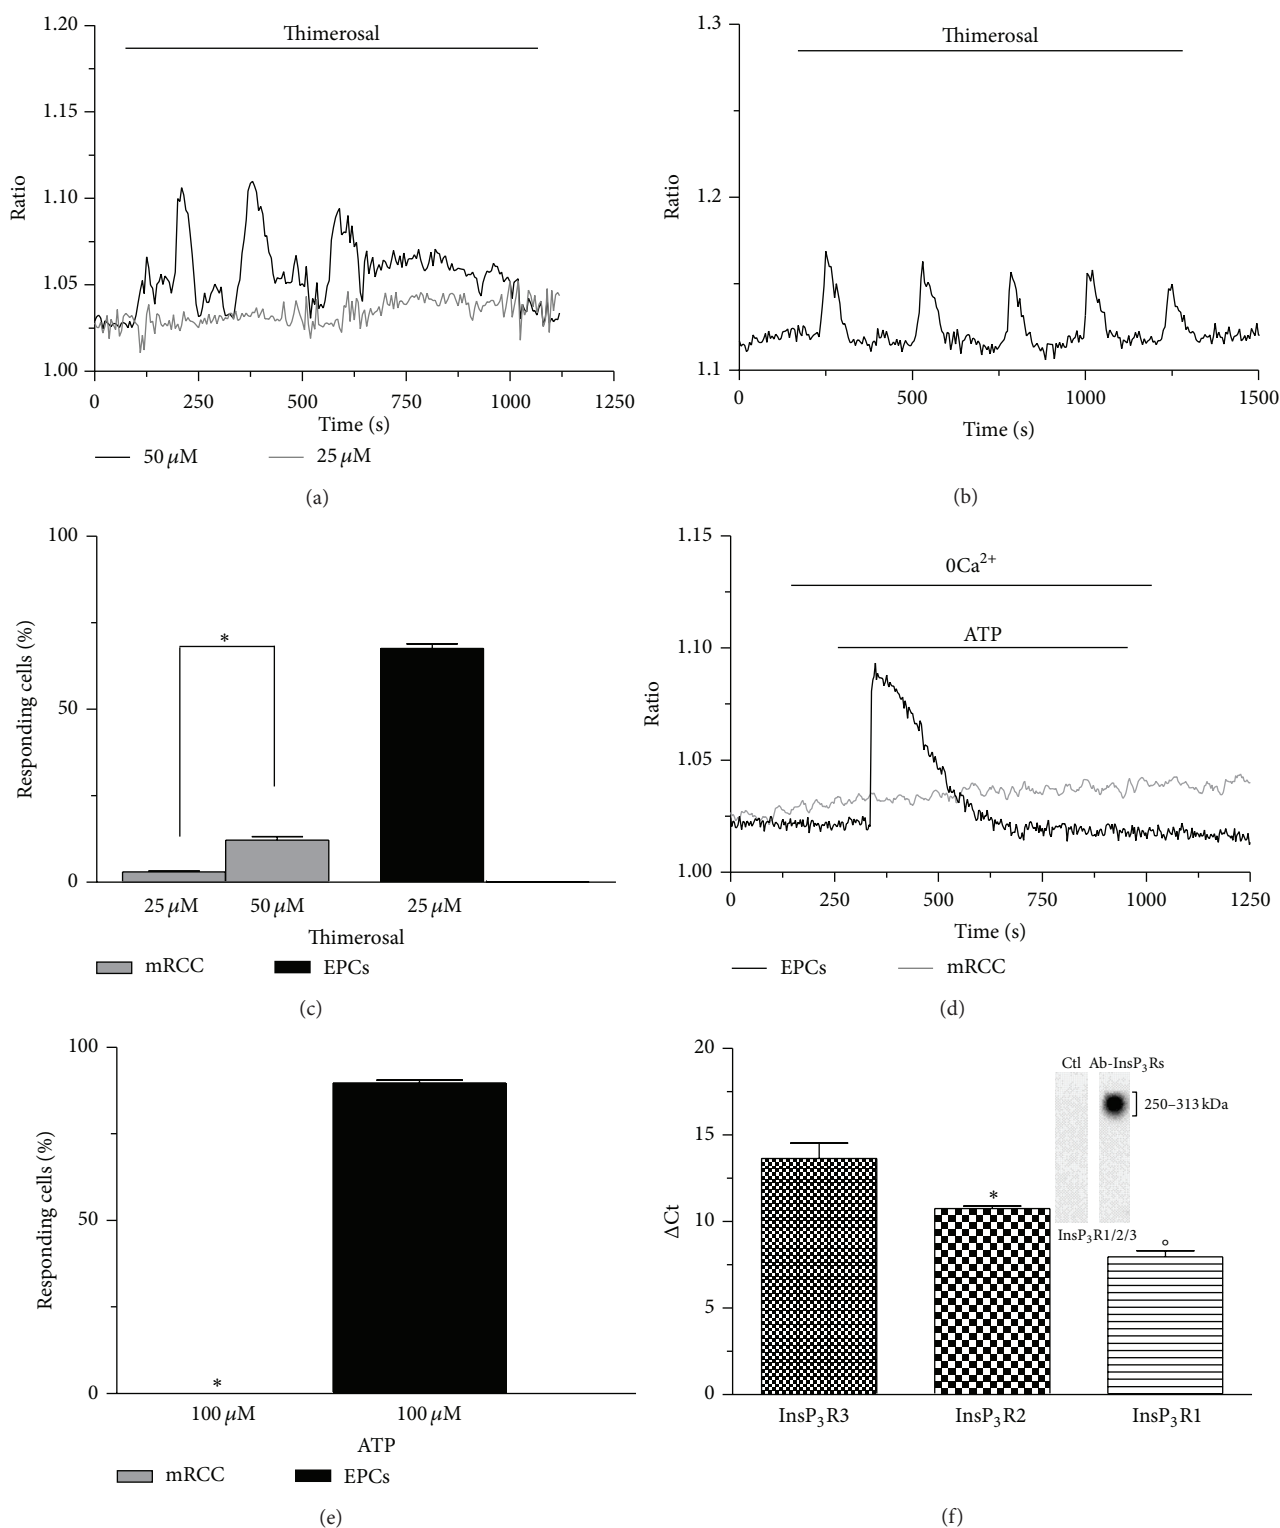 1.20
1.15
1.10
1.05
1.00
Ratio
Thimerosal
0 250 500 750 1000 1250
Time (s)
50 μM 25 μM
(a)
1.3
1.2
1.1
Ratio
Thimerosal
0 500 1000 1500
Time (s)
(b)
100
50
0
Responding cells (%)
*
25 μM 50 μM 25 μM
Thimerosal
mRCC EPCs
(c)
1.15
1.10
1.05
1.00
Ratio
0Ca²⁺
ATP
0 250 500 750 1000 1250
Time (s)
EPCs mRCC
(d)
100
50
0
Responding cells (%)
*
100 μM 100 μM
ATP
mRCC EPCs
(e)
20
15
10
5
0
ΔCt
Ctl Ab-InsP₃Rs
250–313 kDa
InsP₃R1/2/3
*
°
InsP₃R3 InsP₃R2 InsP₃R1
(f)